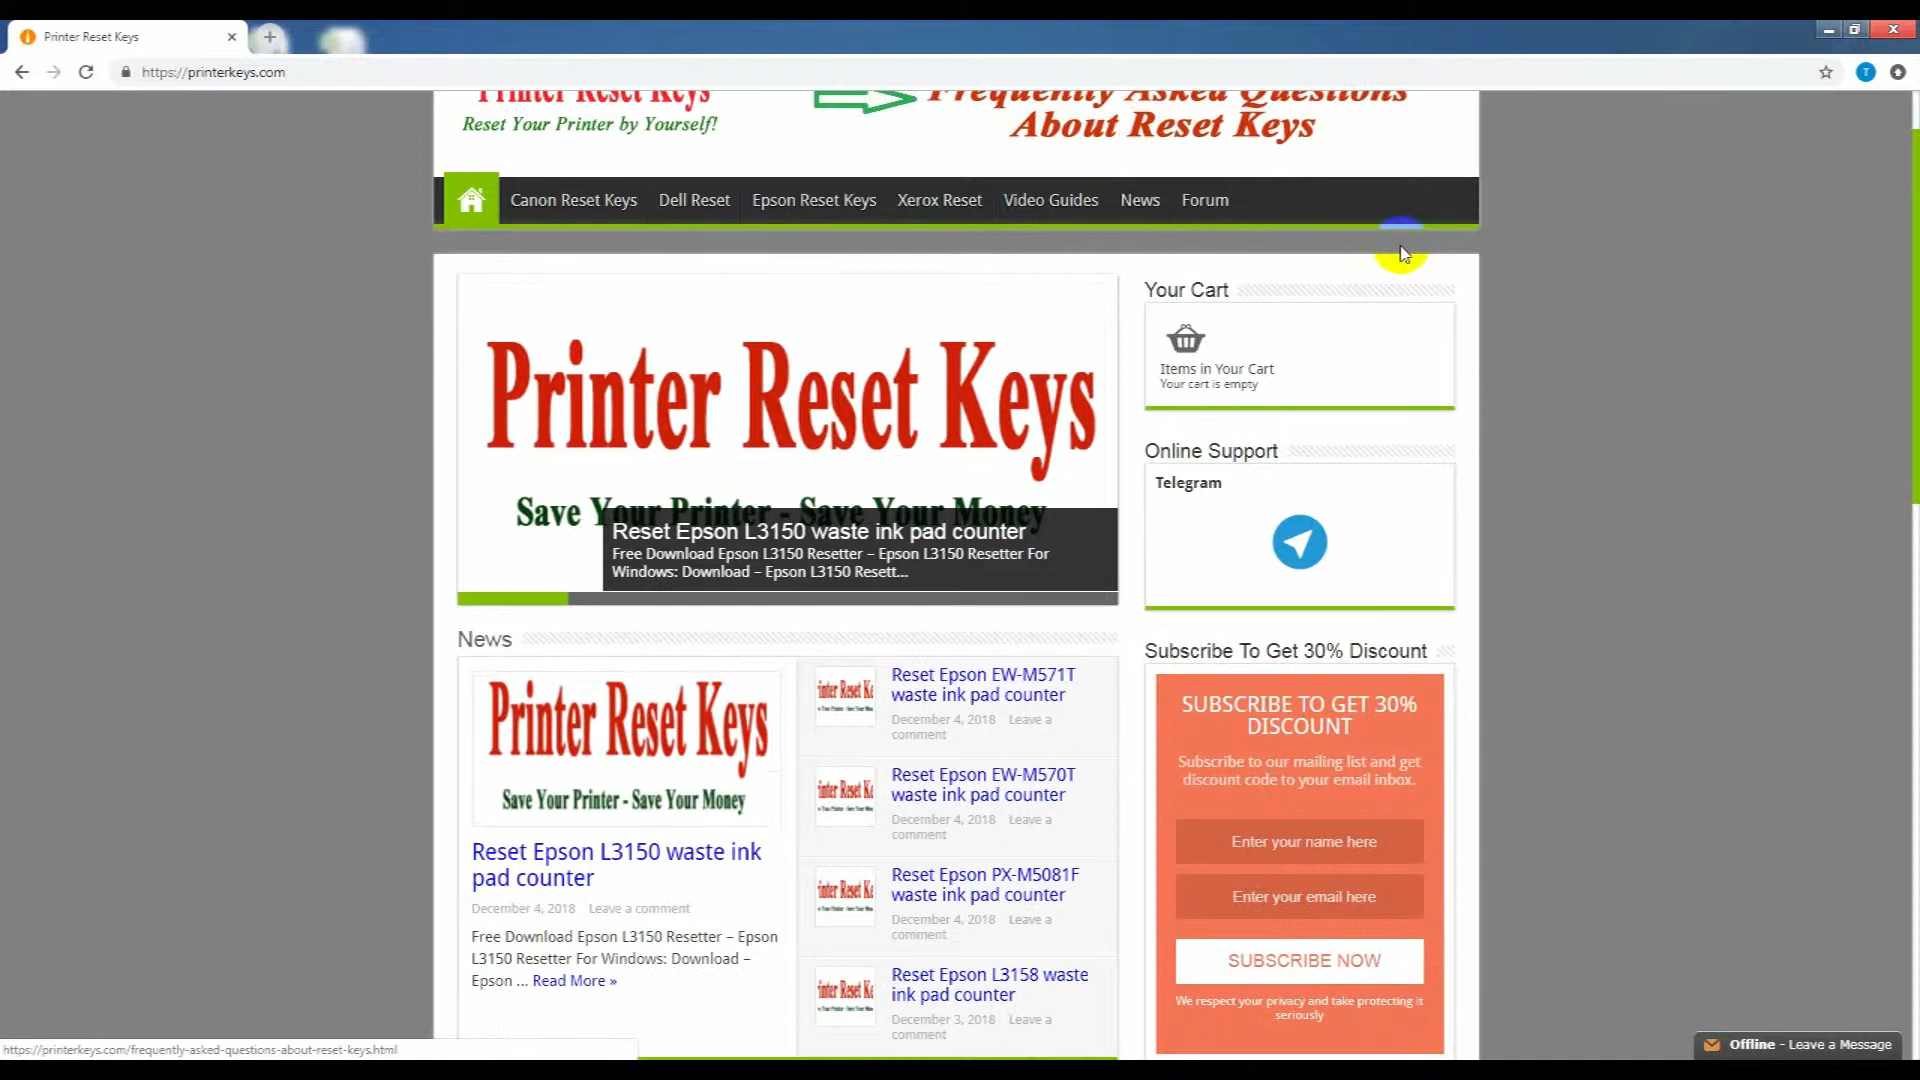 Printer Reset Keys
https://printerkeys.com
Printer Reset Keys
Reset Your Printer by Yourself!
Frequently Asked Questions
About Reset Keys
Canon Reset Keys
Dell Reset
Epson Reset Keys
Xerox Reset
Video Guides
News
Forum
Printer Reset Keys
Save Your Printer - Save Your Money
Reset Epson L3150 waste ink pad counter
Free Download Epson L3150 Resetter – Epson L3150 Resetter For
Windows: Download – Epson L3150 Resett...
Your Cart
Items in Your Cart
Your cart is empty
Online Support
Telegram
News
Printer Reset Keys
Save Your Printer - Save Your Money
Reset Epson L3150 waste ink
pad counter
December 4, 2018 Leave a comment
Free Download Epson L3150 Resetter – Epson
L3150 Resetter For Windows: Download –
Epson ... Read More »
Reset Epson EW-M571T
waste ink pad counter
December 4, 2018 Leave a
comment
Reset Epson EW-M570T
waste ink pad counter
December 4, 2018 Leave a
comment
Reset Epson PX-M5081F
waste ink pad counter
December 4, 2018 Leave a
comment
Reset Epson L3158 waste
ink pad counter
December 3, 2018 Leave a
comment
Subscribe To Get 30% Discount
SUBSCRIBE TO GET 30%
DISCOUNT
Subscribe to our mailing list and get
discount code to your email inbox.
Enter your name here
Enter your email here
SUBSCRIBE NOW
We respect your privacy and take protecting it
seriously
https://printerkeys.com/frequently-asked-questions-about-reset-keys.html
Offline - Leave a Message